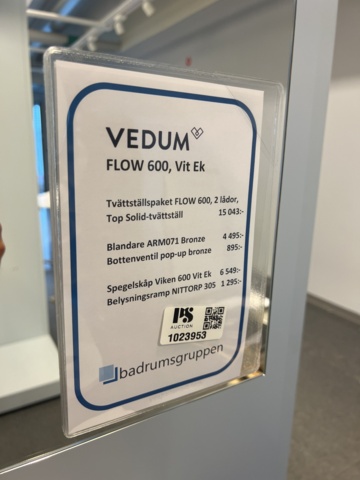 VEDUM
FLOW 600, Vit Ek
Tvättställspaket FLOW 600, 2 lådor,
Top Solid-tvättställ 15 043:-
Blandare ARM071 Bronze 4 495:-
Bottenventil pop-up bronze 895:-
Spegelskåp Viken 600 Vit Ek 6 549:-
Belysningsramp NITTORP 305 1 295:-
PS
AUCTION
1023953
badrumsgruppen